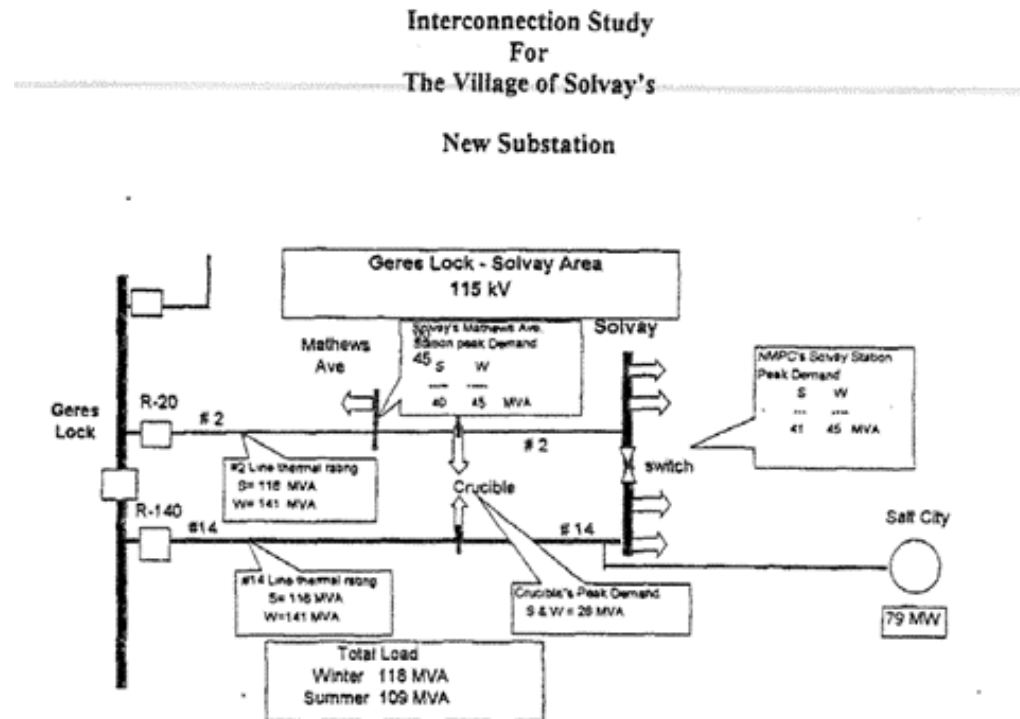 Interconnection Study
For
The Village of Solvay's
New Substation
Geres Lock - Solvay Area
115 kV
Mathews
Ave
Solvay's Mathews Ave.
Station peak Demand
45
S W
---- ----
40 45 MVA
Solvay
NMPC's Solvay Station
Peak Demand
S W
--- ----
41 45 MVA
Geres
Lock
R-20
# 2
# 2
switch
#2 Line thermal rating
S= 116 MVA
W= 141 MVA
Crucible
R-140
#14
# 14
Salt City
#14 Line thermal rating
S= 116 MVA
W=141 MVA
Crucible's Peak Demand
S & W = 26 MVA
79 MW
Total Load
Winter 118 MVA
Summer 109 MVA